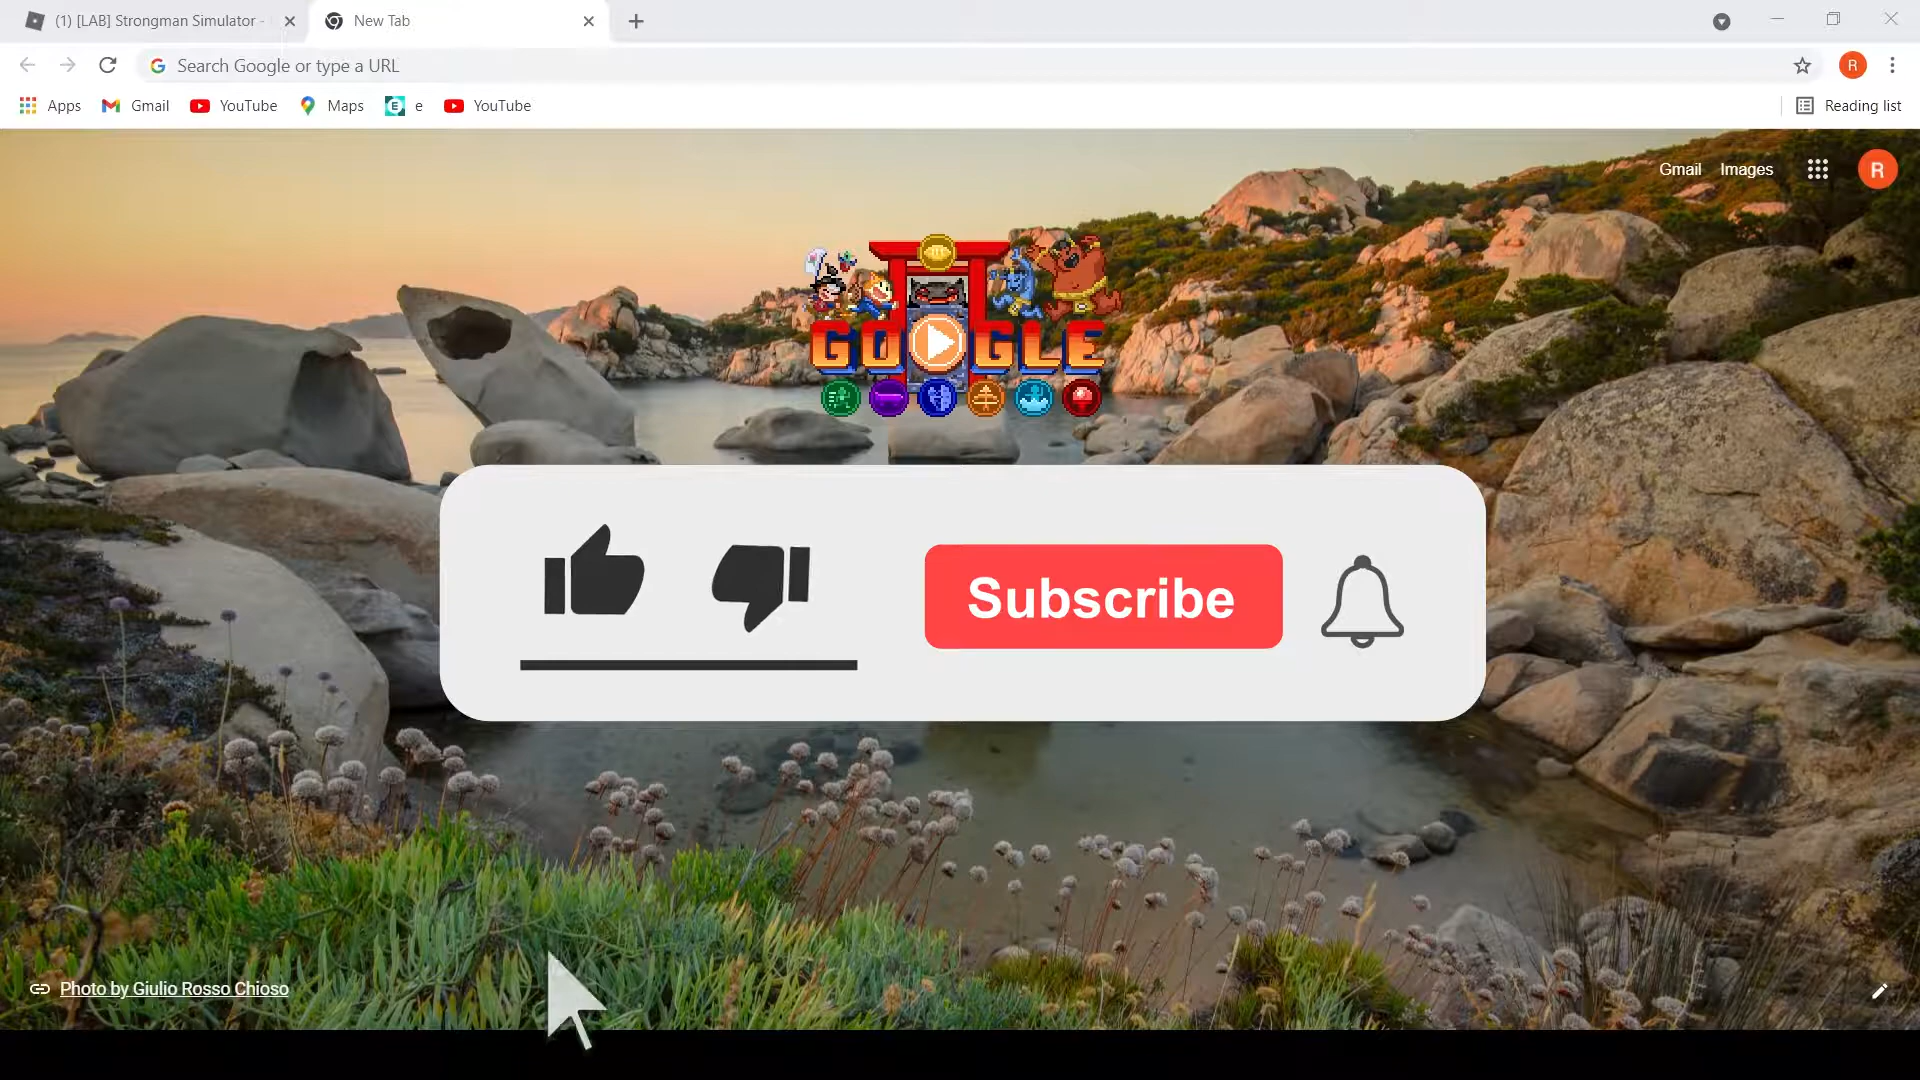 (1) [LAB] Strongman Simulator -
New Tab
Search Google or type a URL
R
Apps
Gmail
YouTube
Maps
E
e
YouTube
Reading list
Gmail
Images
R
GOOGLE
Subscribe
Photo by Giulio Rosso Chioso